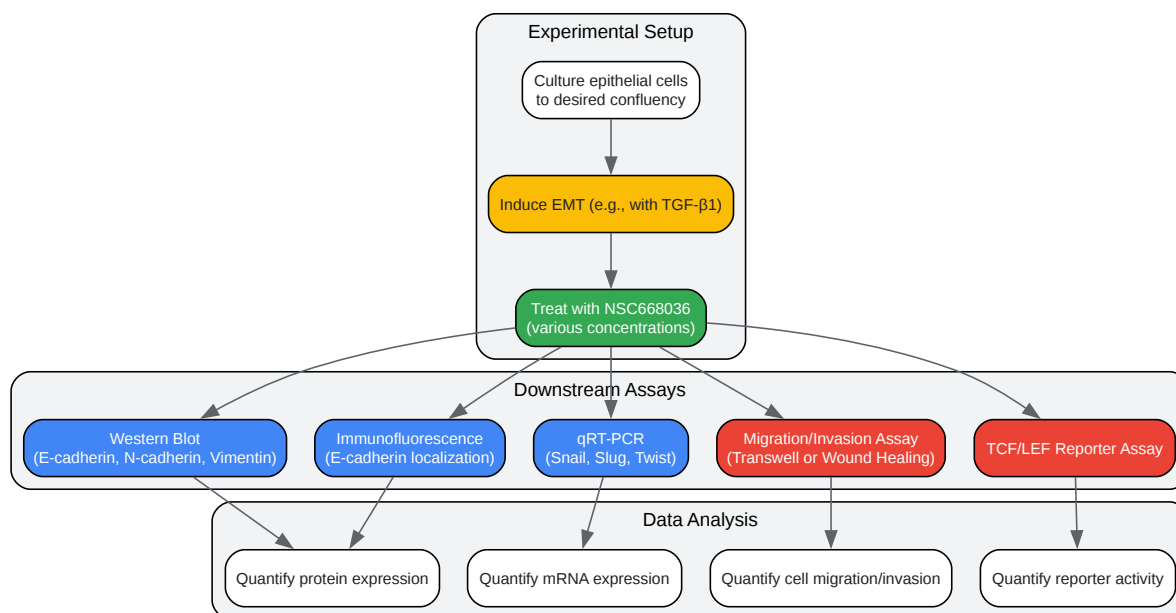 Experimental Setup
Culture epithelial cells
to desired confluency
Induce EMT (e.g., with TGF-β1)
Treat with NSC668036
(various concentrations)
Downstream Assays
Western Blot
(E-cadherin, N-cadherin, Vimentin)
Immunofluorescence
(E-cadherin localization)
qRT-PCR
(Snail, Slug, Twist)
Migration/Invasion Assay
(Transwell or Wound Healing)
TCF/LEF Reporter Assay
Data Analysis
Quantify protein expression
Quantify mRNA expression
Quantify cell migration/invasion
Quantify reporter activity